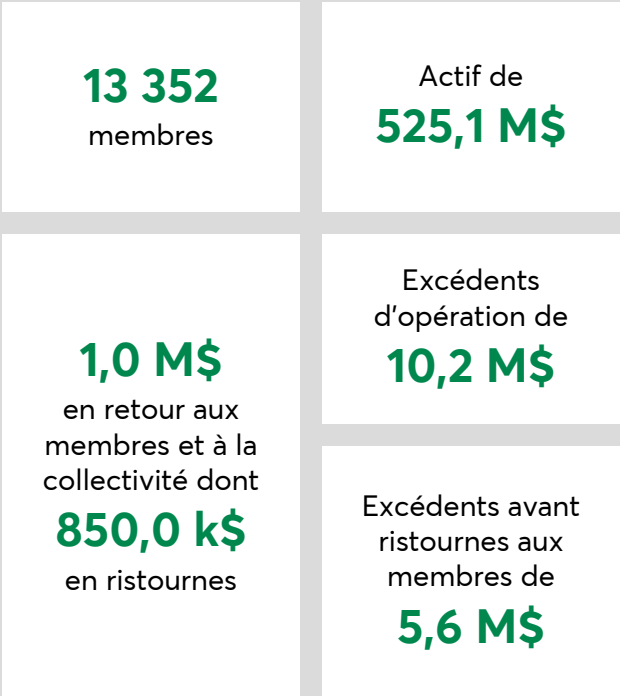 13 352
membres
Actif de
525,1 M$
1,0 M$
en retour aux
membres et à la
collectivité dont
850,0 k$
en ristournes
Excédents
d'opération de
10,2 M$
Excédents avant
ristournes aux
membres de
5,6 M$